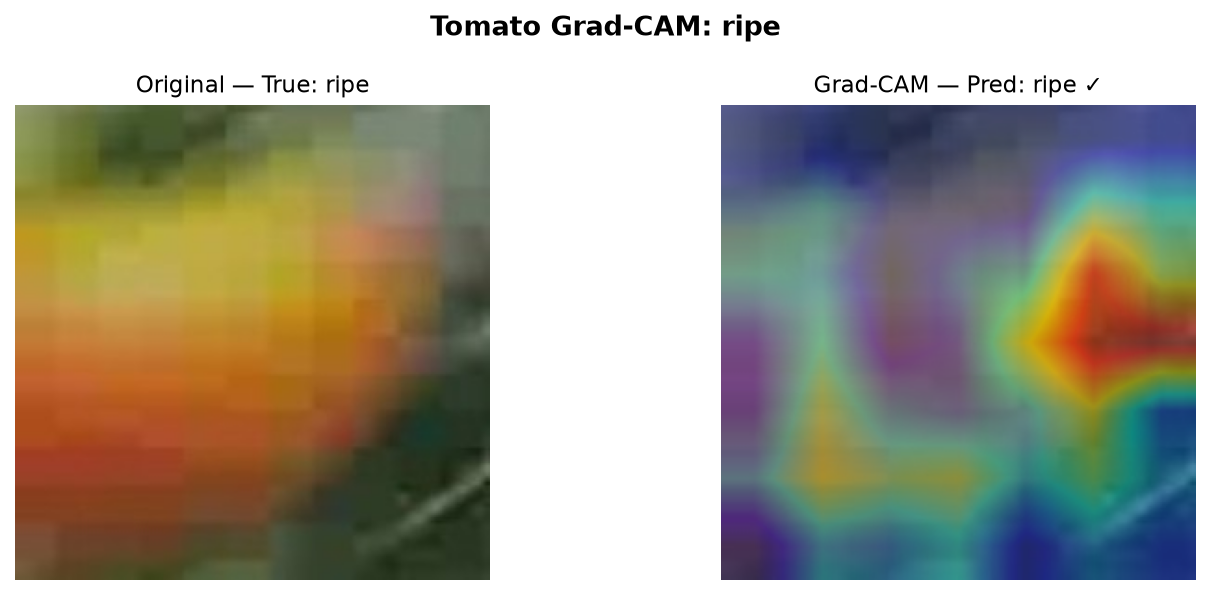 Tomato Grad-CAM: ripe
Original — True: ripe
Grad-CAM — Pred: ripe ✓